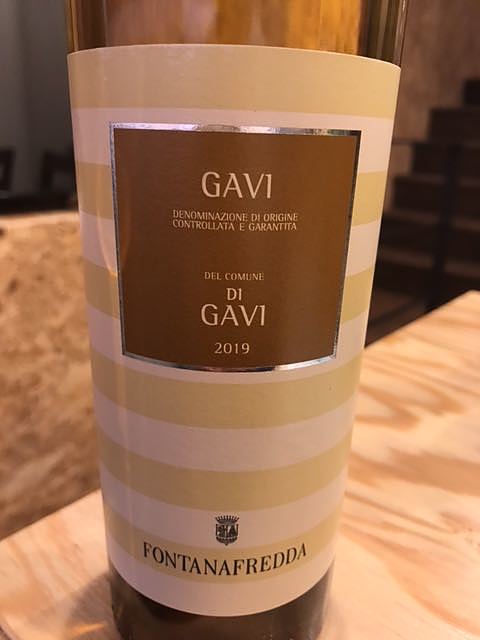 GAVI
DENOMINAZIONE DI ORIGINE
CONTROLLATA E GARANTITA
DEL COMUNE
DI
GAVI
2019
FONTANAFREDDA